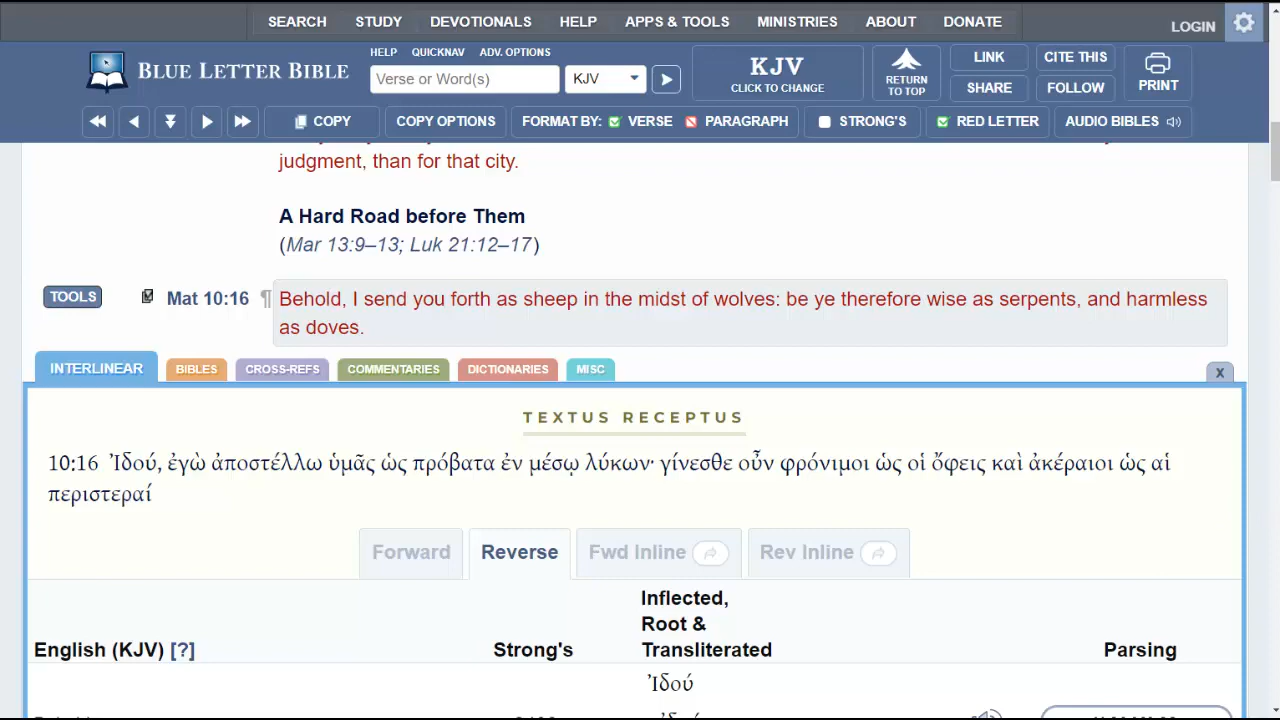 SEARCH STUDY DEVOTIONALS HELP APPS & TOOLS MINISTRIES ABOUT DONATE LOGIN
HELP QUICKNAV ADV. OPTIONS
BLUE LETTER BIBLE
Verse or Word(s) KJV
KJV
CLICK TO CHANGE
RETURN
TO TOP
LINK CITE THIS
SHARE FOLLOW
PRINT
COPY COPY OPTIONS FORMAT BY: VERSE PARAGRAPH STRONG'S RED LETTER AUDIO BIBLES
judgment, than for that city.
A Hard Road before Them
(Mar 13:9–13; Luk 21:12–17)
TOOLS Mat 10:16 ¶ Behold, I send you forth as sheep in the midst of wolves: be ye therefore wise as serpents, and harmless
as doves.
INTERLINEAR BIBLES CROSS-REFS COMMENTARIES DICTIONARIES MISC X
TEXTUS RECEPTUS
10:16 Ἰδού, ἐγὼ ἀποστέλλω ὑμᾶς ὡς πρόβατα ἐν μέσῳ λύκων· γίνεσθε οὖν φρόνιμοι ὡς οἱ ὄφεις καὶ ἀκέραιοι ὡς αἱ
περιστεραί
Forward Reverse Fwd Inline Rev Inline
Inflected,
Root &
English (KJV) [?] Strong's Transliterated Parsing
Ἰδού